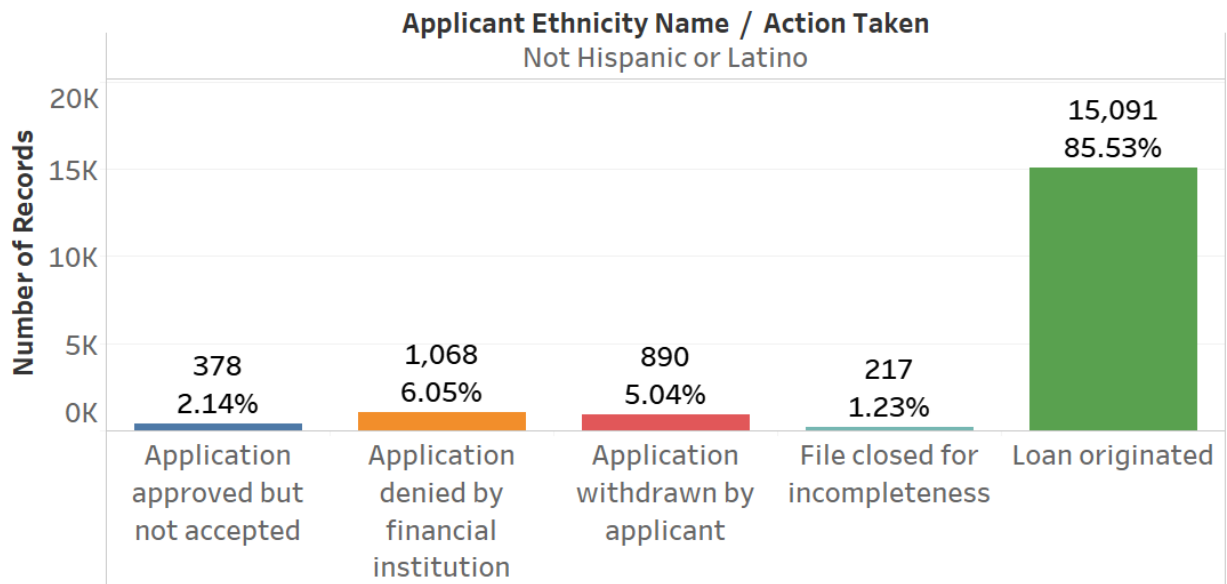 Applicant Ethnicity Name / Action Taken
Not Hispanic or Latino
Number of Records
20K
15K
10K
5K
0K
378
2.14%
1,068
6.05%
890
5.04%
217
1.23%
15,091
85.53%
Application
approved but
not accepted
Application
denied by
financial
institution
Application
withdrawn by
applicant
File closed for
incompleteness
Loan originated